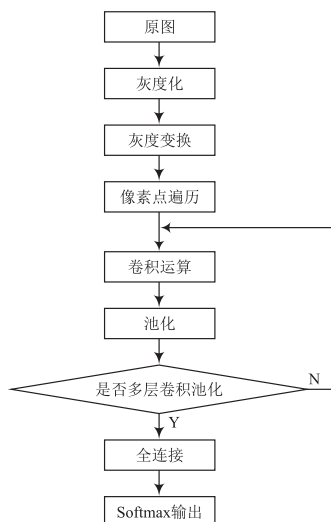 原图
灰度化
灰度变换
像素点遍历
卷积运算
池化
是否多层卷积池化
N
Y
全连接
Softmax输出